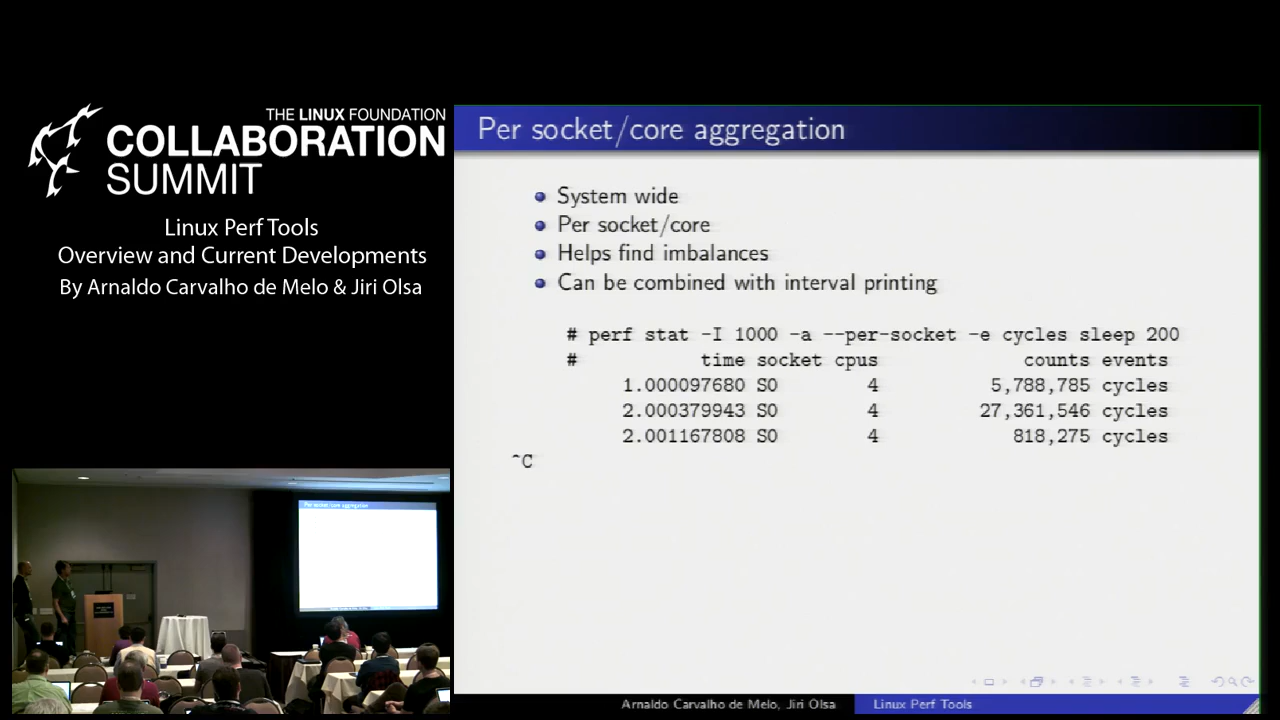 THE LINUX FOUNDATION
COLLABORATION
SUMMIT
Linux Perf Tools
Overview and Current Developments
By Arnaldo Carvalho de Melo & Jiri Olsa
Per socket/core aggregation
System wide
Per socket/core
Helps find imbalances
Can be combined with interval printing
# perf stat -I 1000 -a --per-socket -e cycles sleep 200
# time socket cpus counts events
1.000097680 S0 4 5,788,785 cycles
2.000379943 S0 4 27,361,546 cycles
2.001167808 S0 4 818,275 cycles
^C
Per socket/core aggregation
Arnaldo Carvalho de Melo, Jiri Olsa Linux Perf Tools